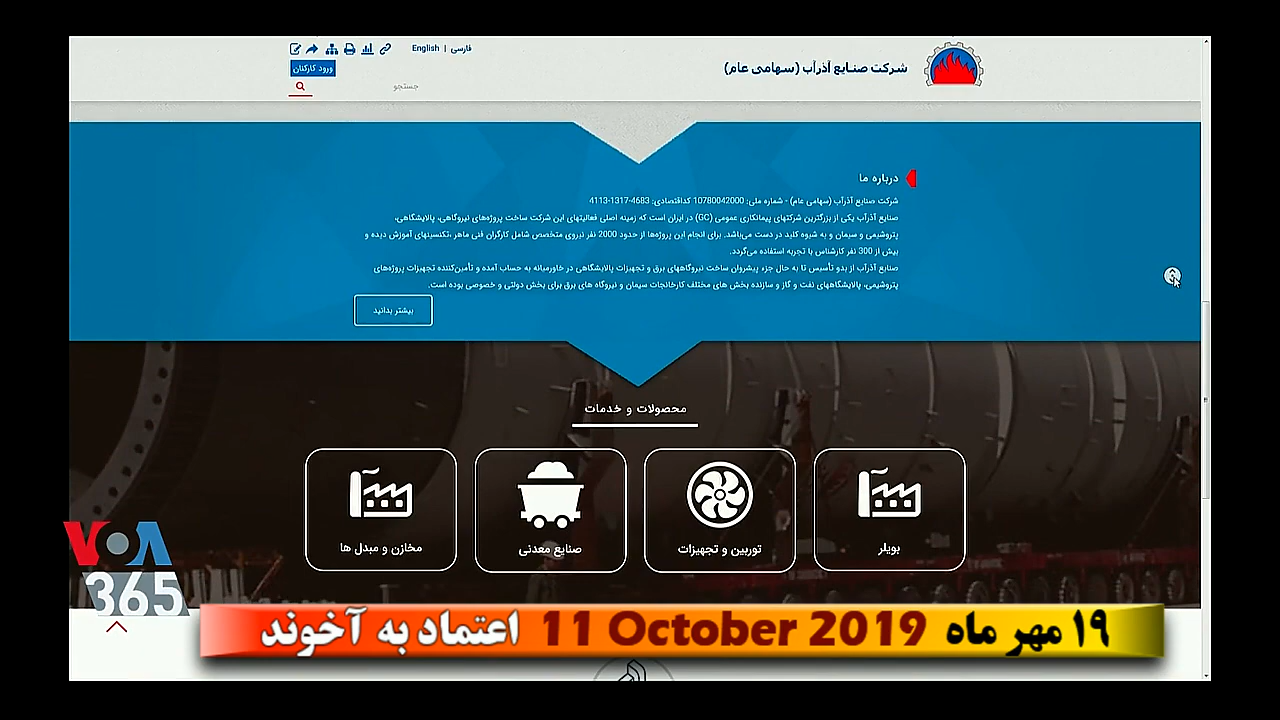 فارسی | English
ورود کارکنان
شرکت صنایع آذرآب (سهامی عام)
جستجو
درباره ما
شرکت صنایع آذرآب (سهامی عام) - شماره ملی: 10780042000 کداقتصادی: 4683-1317-4113
صنایع آذرآب یکی از بزرگترین شرکتهای پیمانکاری عمومی (GC) در ایران است که زمینه اصلی فعالیتهای این شرکت ساخت پروژه‌های نیروگاهی، پالایشگاهی،
پتروشیمی و سیمان و به شیوه کلید در دست می‌باشد. برای انجام این پروژه‌ها از حدود 2000 نفر نیروی متخصص شامل کارگران فنی ماهر ،تکنسینهای آموزش دیده و
بیش از 300 نفر کارشناس با تجربه استفاده می‌گردد.
صنایع آذرآب از بدو تأسیس تا به حال جزء پیشروان ساخت نیروگاههای برق و تجهیزات پالایشگاهی در خاورمیانه به حساب آمده و تأمین‌کننده تجهیزات پروژه‌های
پتروشیمی، پالایشگاههای نفت و گاز و سازنده بخش های مختلف کارخانجات سیمان و نیروگاه های برق برای بخش دولتی و خصوصی بوده است.
بیشتر بدانید
محصولات و خدمات
بویلر
توربین و تجهیزات
صنایع معدنی
مخازن و مبدل ها
VOA
365
۱۹ مهر ماه 11 October 2019 اعتماد به آخوند